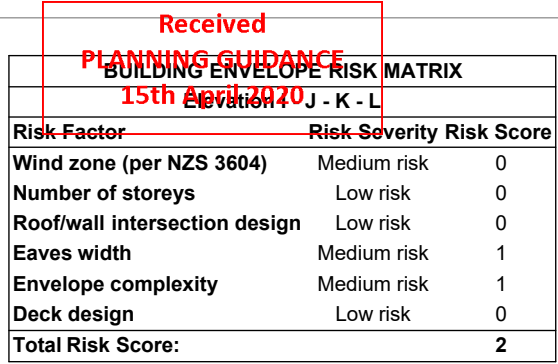 Received
PLANNING GUIDANCE
15th April 2020
BUILDING ENVELOPE RISK MATRIX
Elevation I - J - K - L
Risk Factor Risk Severity Risk Score
Wind zone (per NZS 3604) Medium risk 0
Number of storeys Low risk 0
Roof/wall intersection design Low risk 0
Eaves width Medium risk 1
Envelope complexity Medium risk 1
Deck design Low risk 0
Total Risk Score: 2